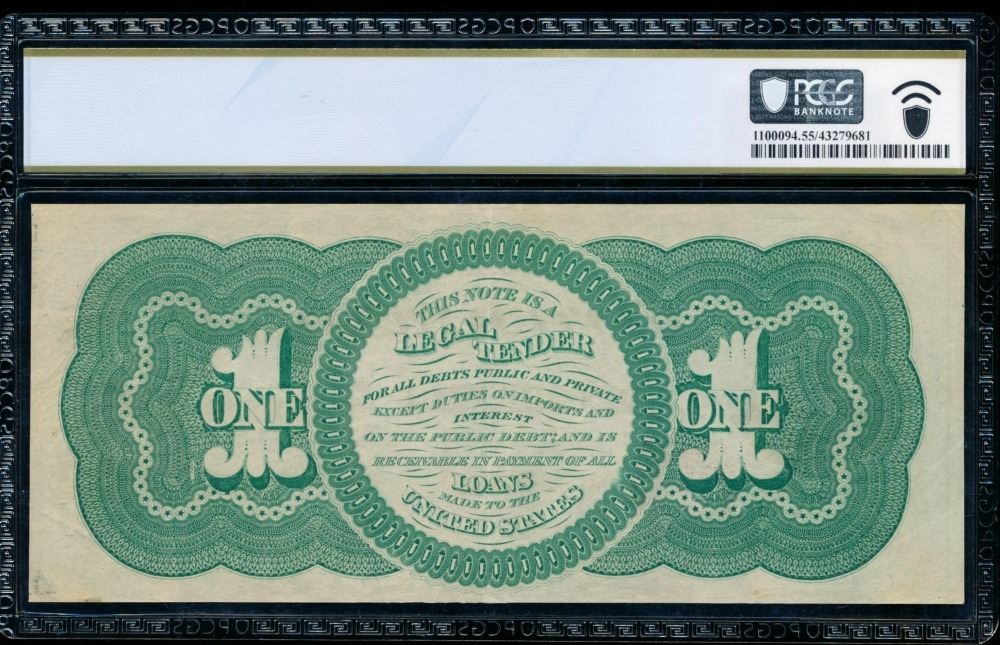 PCGS
BANKNOTE
1100094.55/43279681
THIS NOTE IS A
LEGAL
TENDER
FOR ALL DEBTS PUBLIC AND PRIVATE
EXCEPT DUTIES ON IMPORTS AND
INTEREST
ON THE PUBLIC DEBT; AND IS
RECEIVABLE IN PAYMENT OF ALL
LOANS
MADE TO THE
UNITED STATES
1
ONE
1
ONE